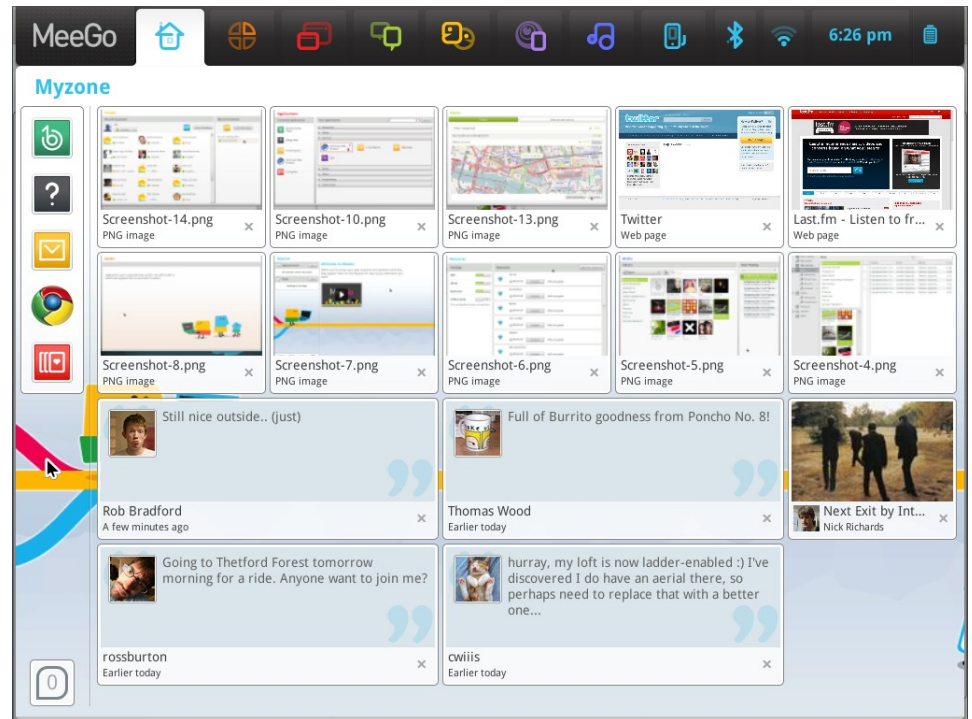 MeeGo
6:26 pm
Myzone
Screenshot-14.png
PNG image
Screenshot-10.png
PNG image
Screenshot-13.png
PNG image
twitter
Twitter
Web page
last.fm
Last.fm - Listen to fr...
Web page
Screenshot-8.png
PNG image
Screenshot-7.png
PNG image
Screenshot-6.png
PNG image
Screenshot-5.png
PNG image
Screenshot-4.png
PNG image
Still nice outside.. (just)
Rob Bradford
A few minutes ago
Full of Burrito goodness from Poncho No. 8!
Thomas Wood
Earlier today
Next Exit by Int...
Nick Richards
Going to Thetford Forest tomorrow
morning for a ride. Anyone want to join me?
rossburton
Earlier today
hurray, my loft is now ladder-enabled :) I've
discovered I do have an aerial there, so
perhaps need to replace that with a better
one...
cwiiis
Earlier today
0